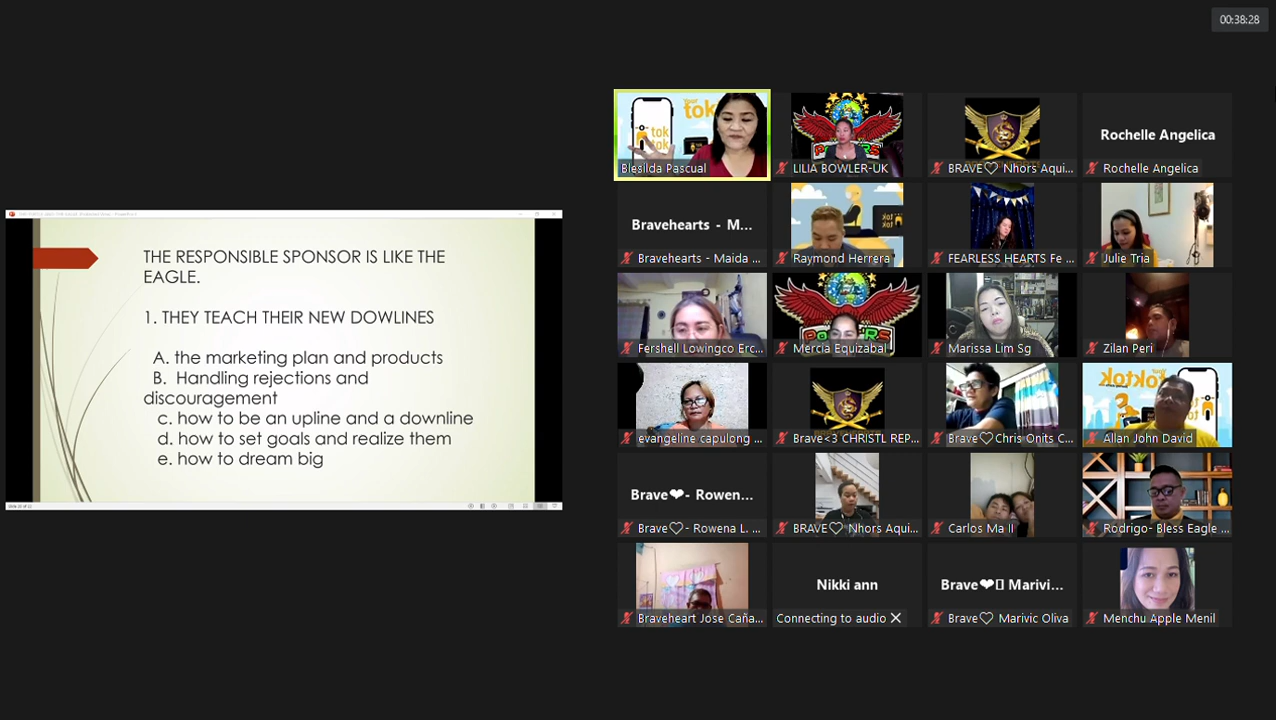 00:38:28
THE RESPONSIBLE SPONSOR IS LIKE THE
EAGLE.
1. THEY TEACH THEIR NEW DOWLINES
A. the marketing plan and products
B. Handling rejections and
discouragement
c. how to be an upline and a downline
d. how to set goals and realize them
e. how to dream big
tok
tok
tok
Blesilda Pascual
LILIA BOWLER-UK
BRAVE♡ Nhors Aqui...
Rochelle Angelica
Rochelle Angelica
Bravehearts - M...
Bravehearts - Maida ...
Raymond Herrera
FEARLESS HEARTS Fe ...
Julie Tria
Fershell Lowingco Erc...
Mercia Equizabal
Marissa Lim Sg
Zilan Peri
evangeline capulong ...
Brave<3 CHRISTL REP...
Brave♡Chris Onits C...
toktok
Allan John David
Brave❤- Rowen...
Brave♡- Rowena L. ...
BRAVE♡ Nhors Aqui...
Carlos Ma II
Rodrigo- Bless Eagle ...
Braveheart Jose Caña...
Nikki ann
Connecting to audio
Brave❤▯ Marivi...
Brave♡ Marivic Oliva
Menchu Apple Menil